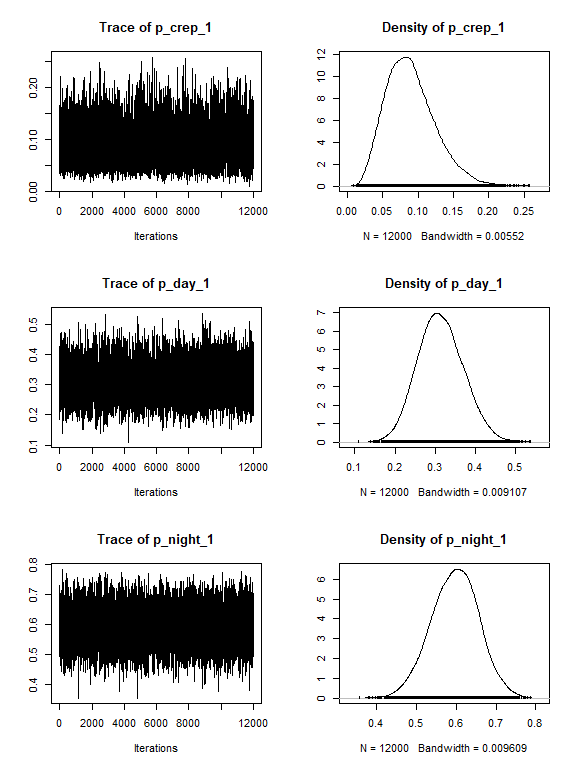 Trace of p_crep_1
0.00 0.10 0.20
0 2000 4000 6000 8000 12000
Iterations
Density of p_crep_1
0 2 4 6 8 10 12
0.00 0.05 0.10 0.15 0.20 0.25
N = 12000 Bandwidth = 0.00552
Trace of p_day_1
0.1 0.2 0.3 0.4 0.5
0 2000 4000 6000 8000 12000
Iterations
Density of p_day_1
0 1 2 3 4 5 6 7
0.1 0.2 0.3 0.4 0.5
N = 12000 Bandwidth = 0.009107
Trace of p_night_1
0.4 0.5 0.6 0.7 0.8
0 2000 4000 6000 8000 12000
Iterations
Density of p_night_1
0 1 2 3 4 5 6
0.4 0.5 0.6 0.7 0.8
N = 12000 Bandwidth = 0.009609